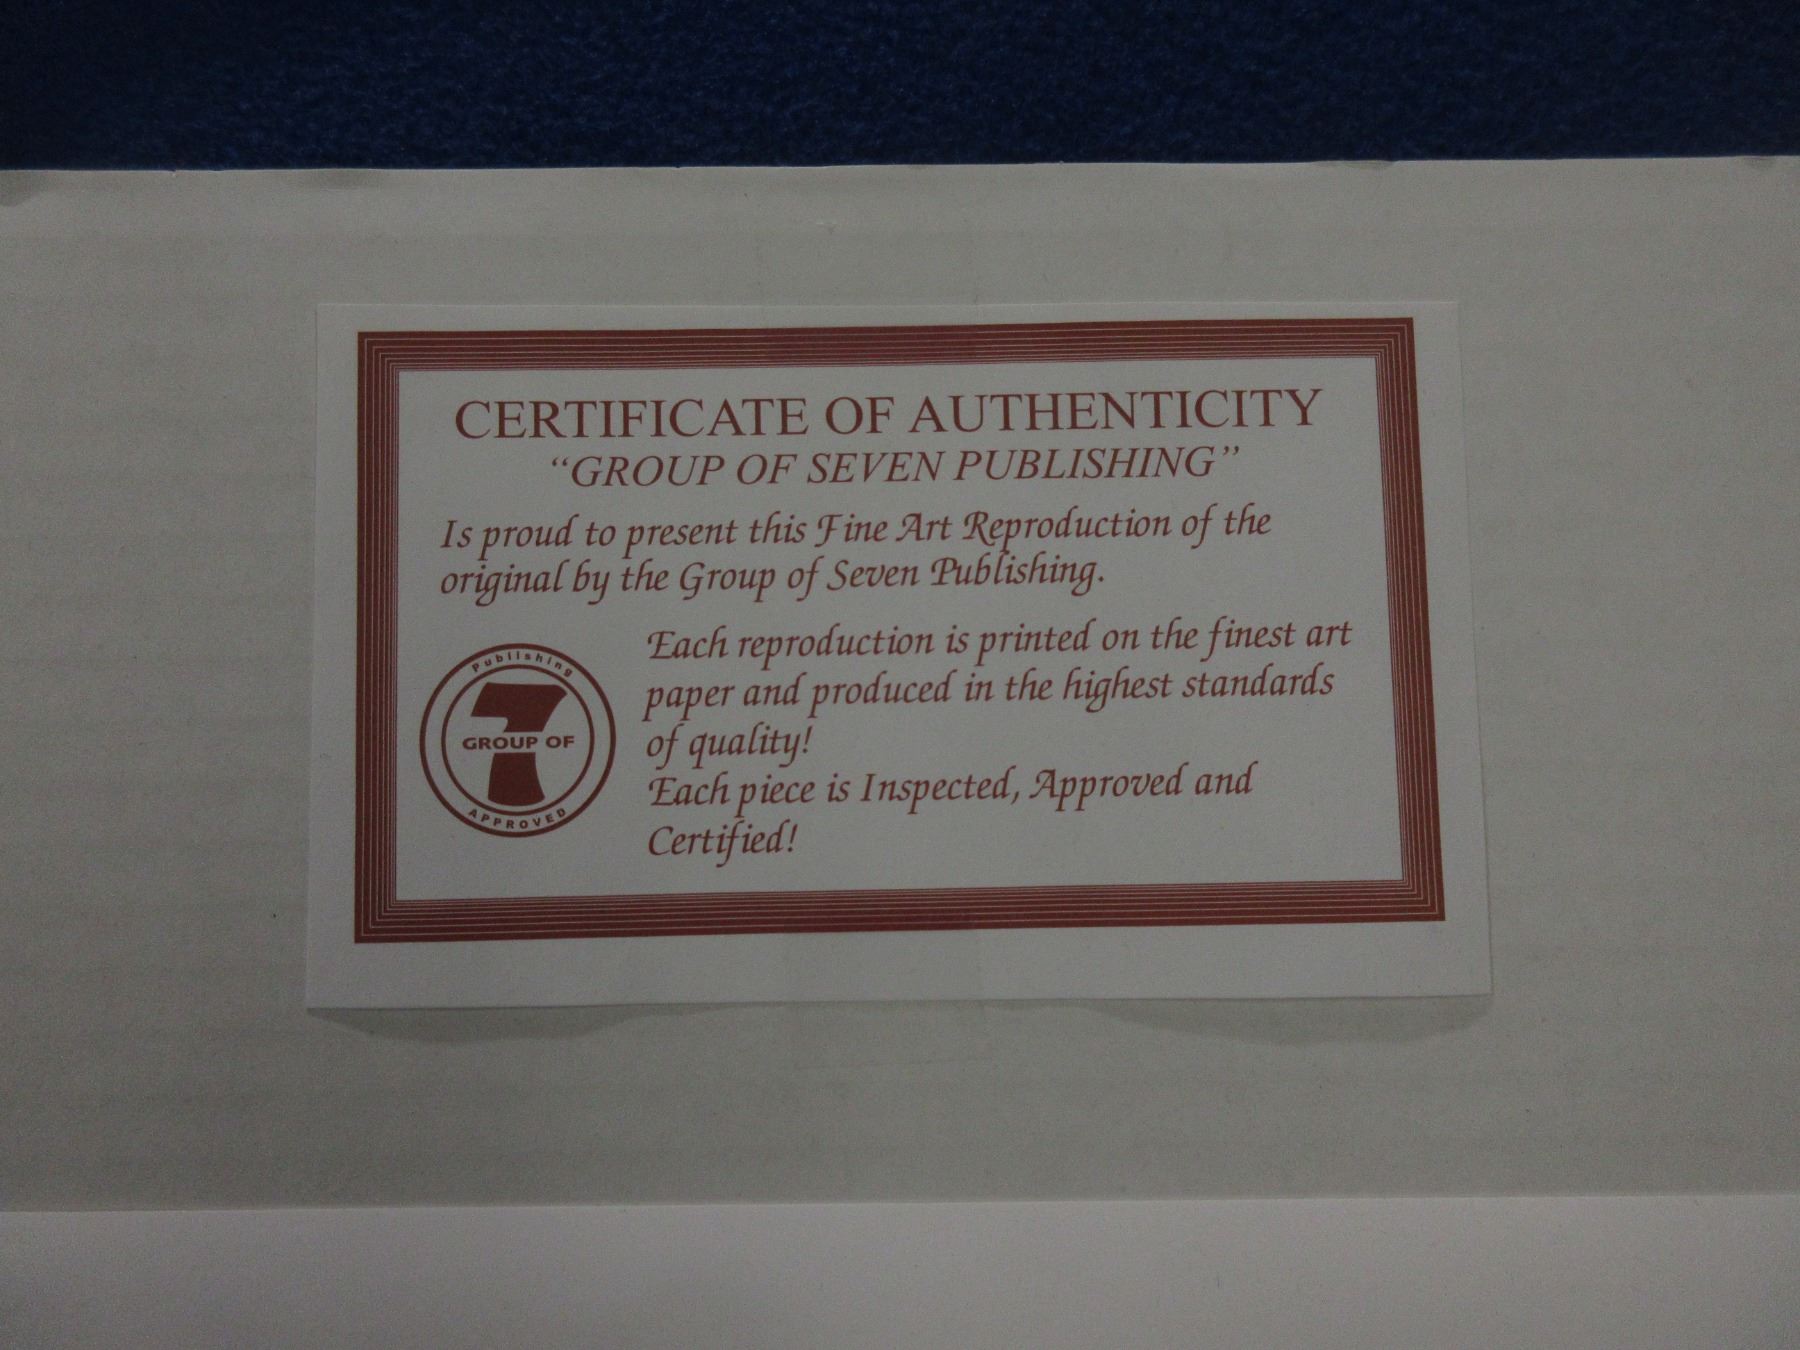 CERTIFICATE OF AUTHENTICITY
“GROUP OF SEVEN PUBLISHING”
Is proud to present this Fine Art Reproduction of the
original by the Group of Seven Publishing.
Each reproduction is printed on the finest art
paper and produced in the highest standards
of quality!
Each piece is Inspected, Approved and
Certified!
Publishing
7
GROUP OF
APPROVED